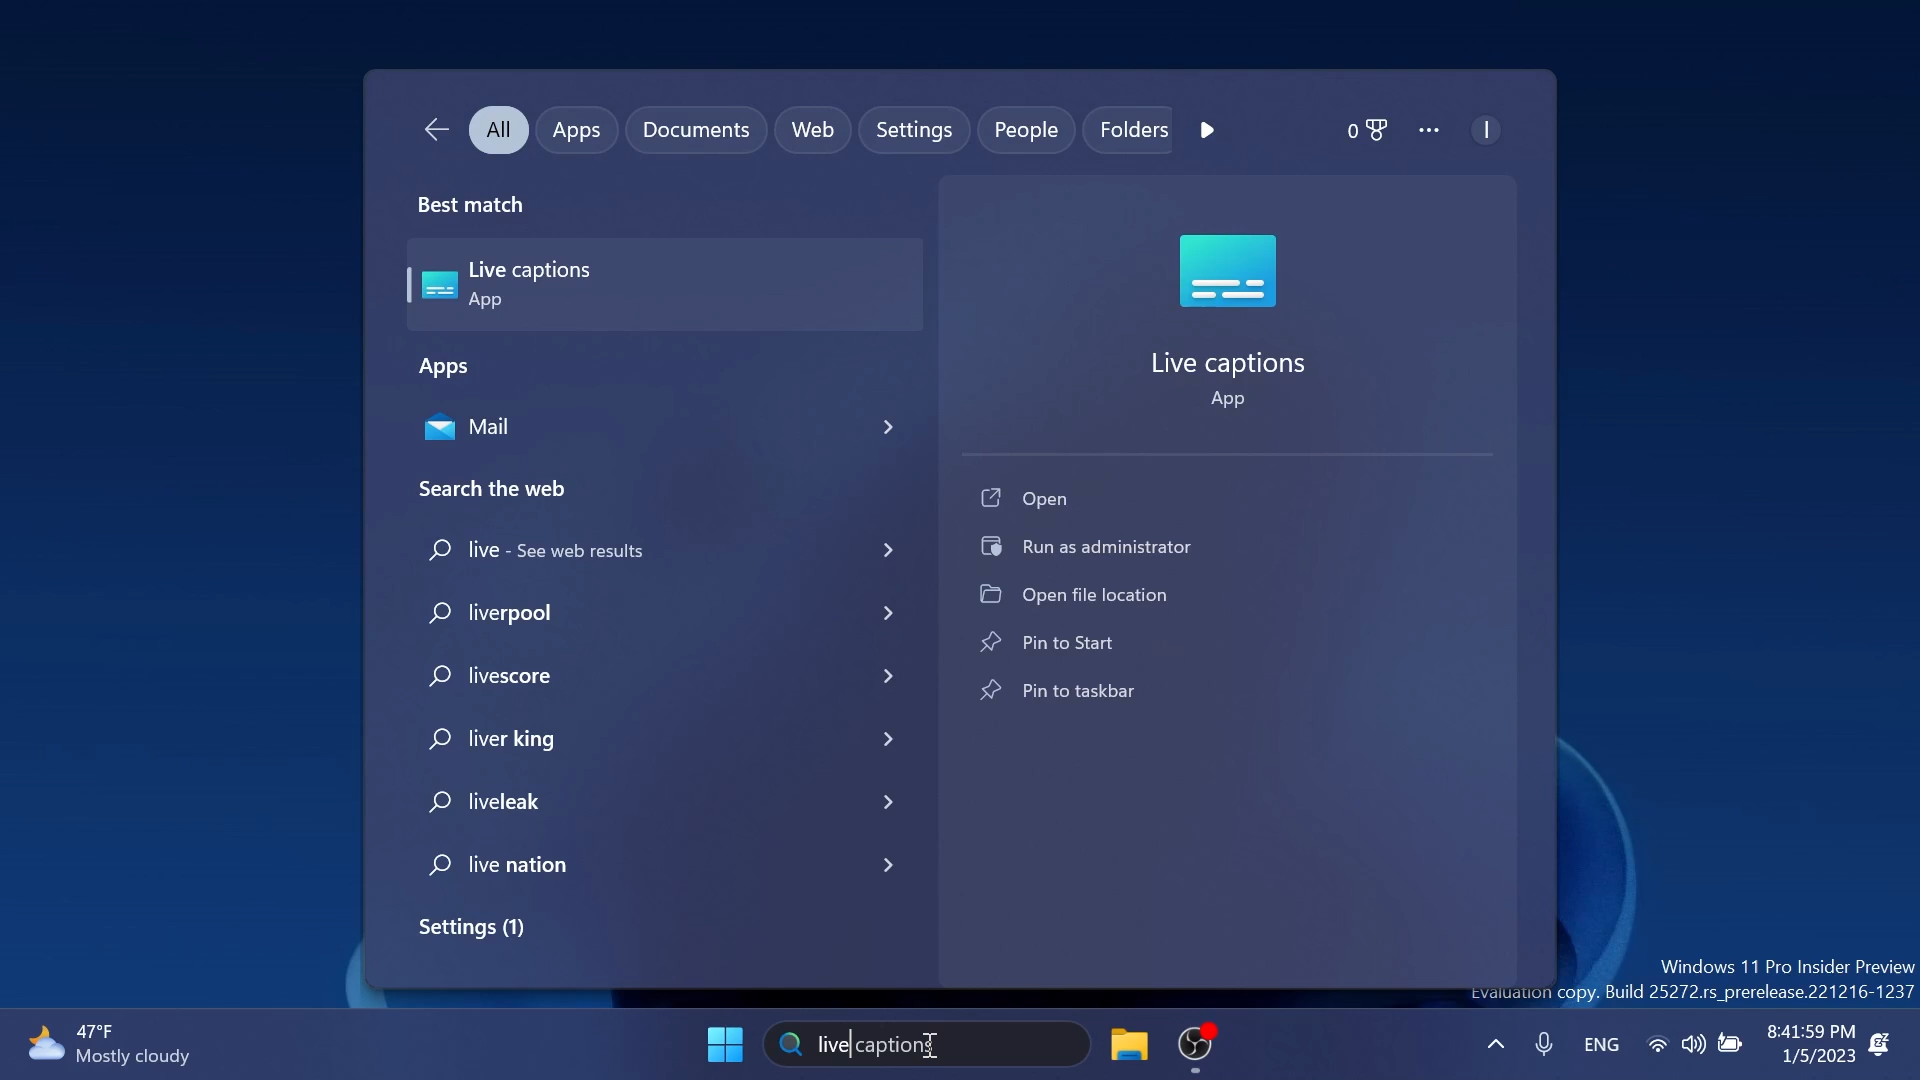 All
Apps
Documents
Web
Settings
People
Folders
0
I
Best match
Live captions
App
Apps
Mail
Search the web
live - See web results
liverpool
livescore
liver king
liveleak
live nation
Settings (1)
Live captions
App
Open
Run as administrator
Open file location
Pin to Start
Pin to taskbar
Windows 11 Pro Insider Preview
Evaluation copy. Build 25272.rs_prerelease.221216-1237
47°F
Mostly cloudy
live captions
ENG
8:41:59 PM
1/5/2023